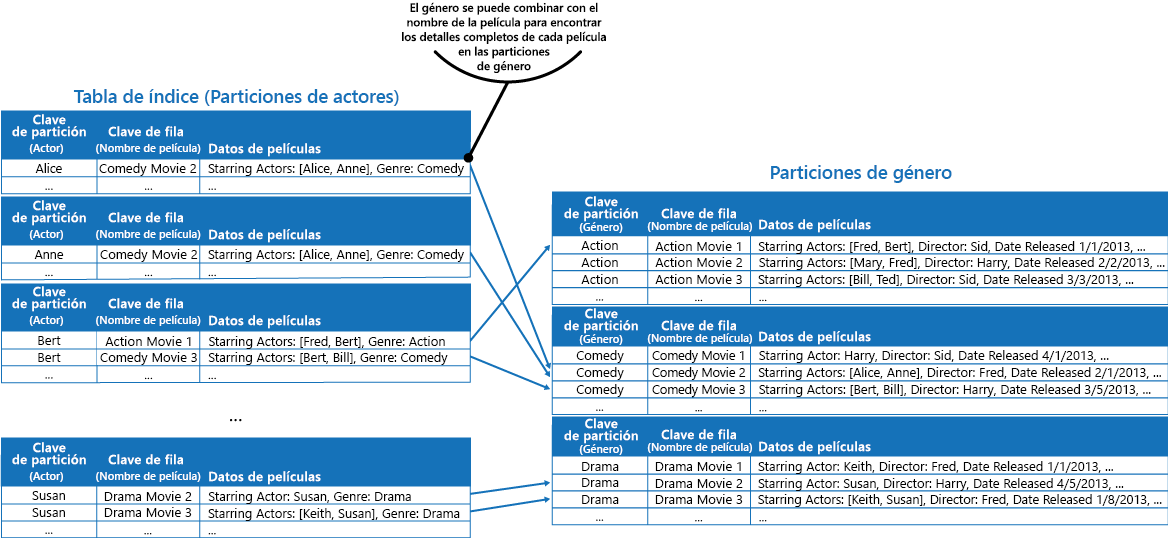 El género se puede combinar con el
nombre de la película para encontrar
los detalles completos de cada película
en las particiones
de género
Tabla de índice (Particiones de actores)
Clave
de partición
(Actor)
Clave de fila
(Nombre de película)
Datos de películas
Alice Comedy Movie 2 Starring Actors: [Alice, Anne], Genre: Comedy
... ... ...
Clave
de partición
(Actor)
Clave de fila
(Nombre de película)
Datos de películas
Anne Comedy Movie 2 Starring Actors: [Alice, Anne], Genre: Comedy
... ... ...
Clave
de partición
(Actor)
Clave de fila
(Nombre de película)
Datos de películas
Bert Action Movie 1 Starring Actors: [Fred, Bert], Genre: Action
Bert Comedy Movie 3 Starring Actors: [Bert, Bill], Genre: Comedy
... ... ...
...
Clave
de partición
(Actor)
Clave de fila
(Nombre de película)
Datos de películas
Susan Drama Movie 2 Starring Actor: Susan, Genre: Drama
Susan Drama Movie 3 Starring Actors: [Keith, Susan], Genre: Drama
... ... ...
Particiones de género
Clave
de partición
(Género)
Clave de fila
(Nombre de película)
Datos de películas
Action Action Movie 1 Starring Actors: [Fred, Bert], Director: Sid, Date Released 1/1/2013, ...
Action Action Movie 2 Starring Actors: [Mary, Fred], Director: Harry, Date Released 2/2/2013, ...
Action Action Movie 3 Starring Actors: [Bill, Ted], Director: Sid, Date Released 3/3/2013, ...
... ... ...
Clave
de partición
(Género)
Clave de fila
(Nombre de película)
Datos de películas
Comedy Comedy Movie 1 Starring Actor: Harry, Director: Sid, Date Released 4/1/2013, ...
Comedy Comedy Movie 2 Starring Actors: [Alice, Anne], Director: Fred, Date Released 2/1/2013, ...
Comedy Comedy Movie 3 Starring Actors: [Bert, Bill], Director: Harry, Date Released 3/5/2013, ...
... ... ...
Clave
de partición
(Género)
Clave de fila
(Nombre de película)
Datos de películas
Drama Drama Movie 1 Starring Actor: Keith, Director: Fred, Date Released 1/1/2013, ...
Drama Drama Movie 2 Starring Actor: Susan, Director: Harry, Date Released 4/5/2013, ...
Drama Drama Movie 3 Starring Actors: [Keith, Susan], Director: Fred, Date Released 1/8/2013, ...
... ... ...